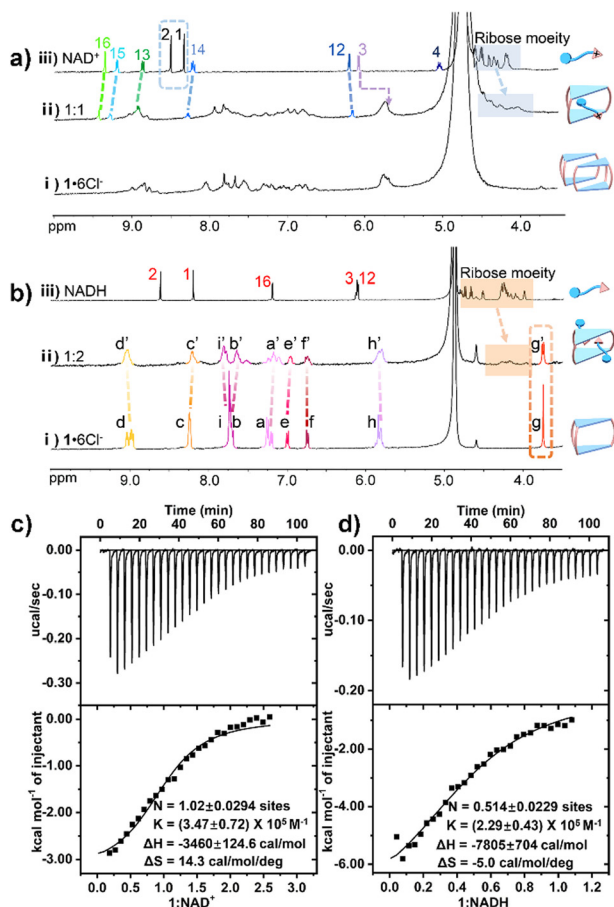 a)
iii) NAD⁺
16 15 13 2 1 14 12 3 4
Ribose moeity
ii) 1:1
i) 1•6Cl⁻
9.0 8.0 7.0 6.0 5.0 4.0
ppm
b)
iii) NADH
2 1 16 3 12
Ribose moeity
ii) 1:2
d' c' i' b' a' e' f' h' g'
i) 1•6Cl⁻
d c i b a e f h g
9.0 8.0 7.0 6.0 5.0 4.0
ppm
c)
Time (min)
0 20 40 60 80 100
0.00
-0.10
-0.20
-0.30
ucal/sec
0.00
-1.00
-2.00
-3.00
kcal mol⁻¹ of injectant
N = 1.02±0.0294 sites
K = (3.47±0.72) X 10⁵ M⁻¹
ΔH = -3460±124.6 cal/mol
ΔS = 14.3 cal/mol/deg
0.0 0.5 1.0 1.5 2.0 2.5 3.0
1:NAD⁺
d)
Time (min)
0 20 40 60 80 100
0.00
-0.10
-0.20
ucal/sec
-2.00
-4.00
-6.00
kcal mol⁻¹ of injectant
N = 0.514±0.0229 sites
K = (2.29±0.43) X 10⁵ M⁻¹
ΔH = -7805±704 cal/mol
ΔS = -5.0 cal/mol/deg
0.0 0.2 0.4 0.6 0.8 1.0 1.2
1:NADH